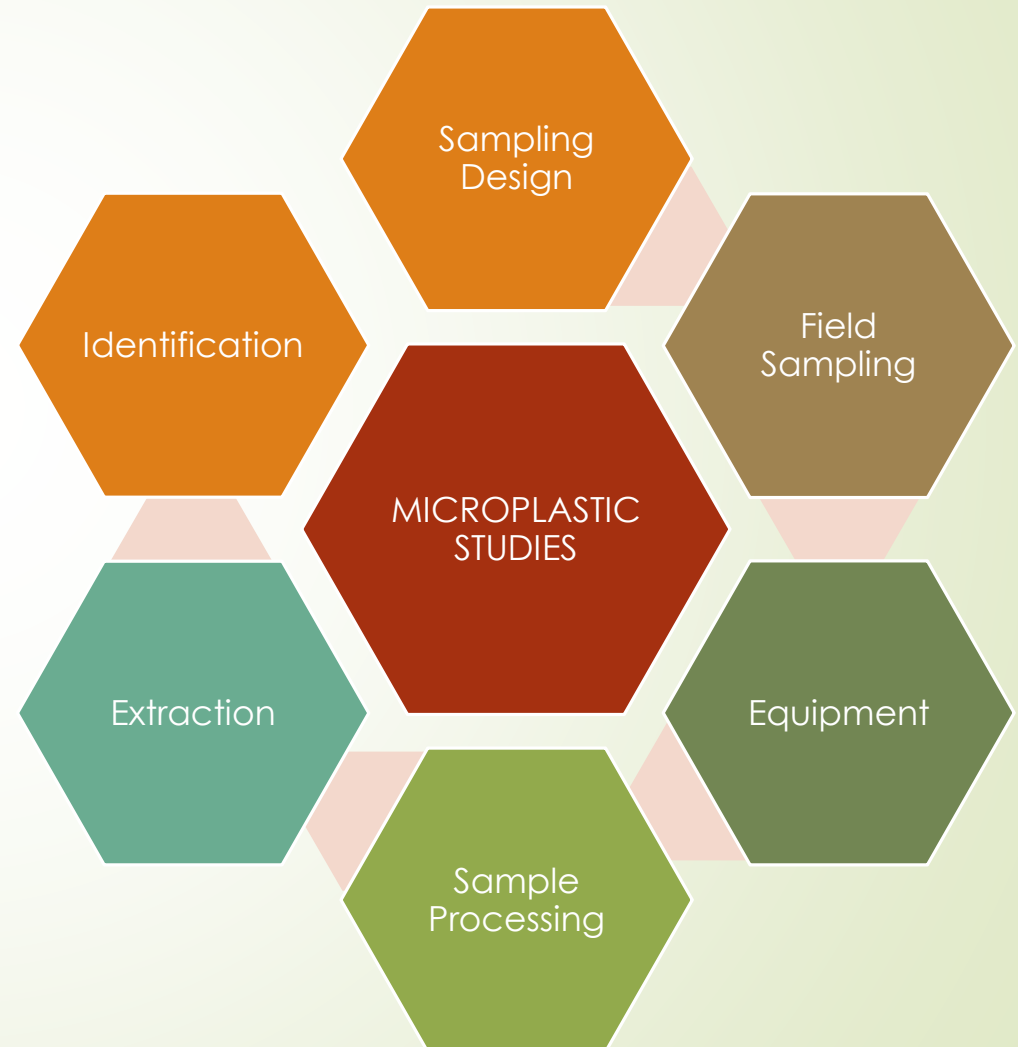 Sampling
Design
Field
Sampling
Identification
MICROPLASTIC
STUDIES
Equipment
Extraction
Sample
Processing